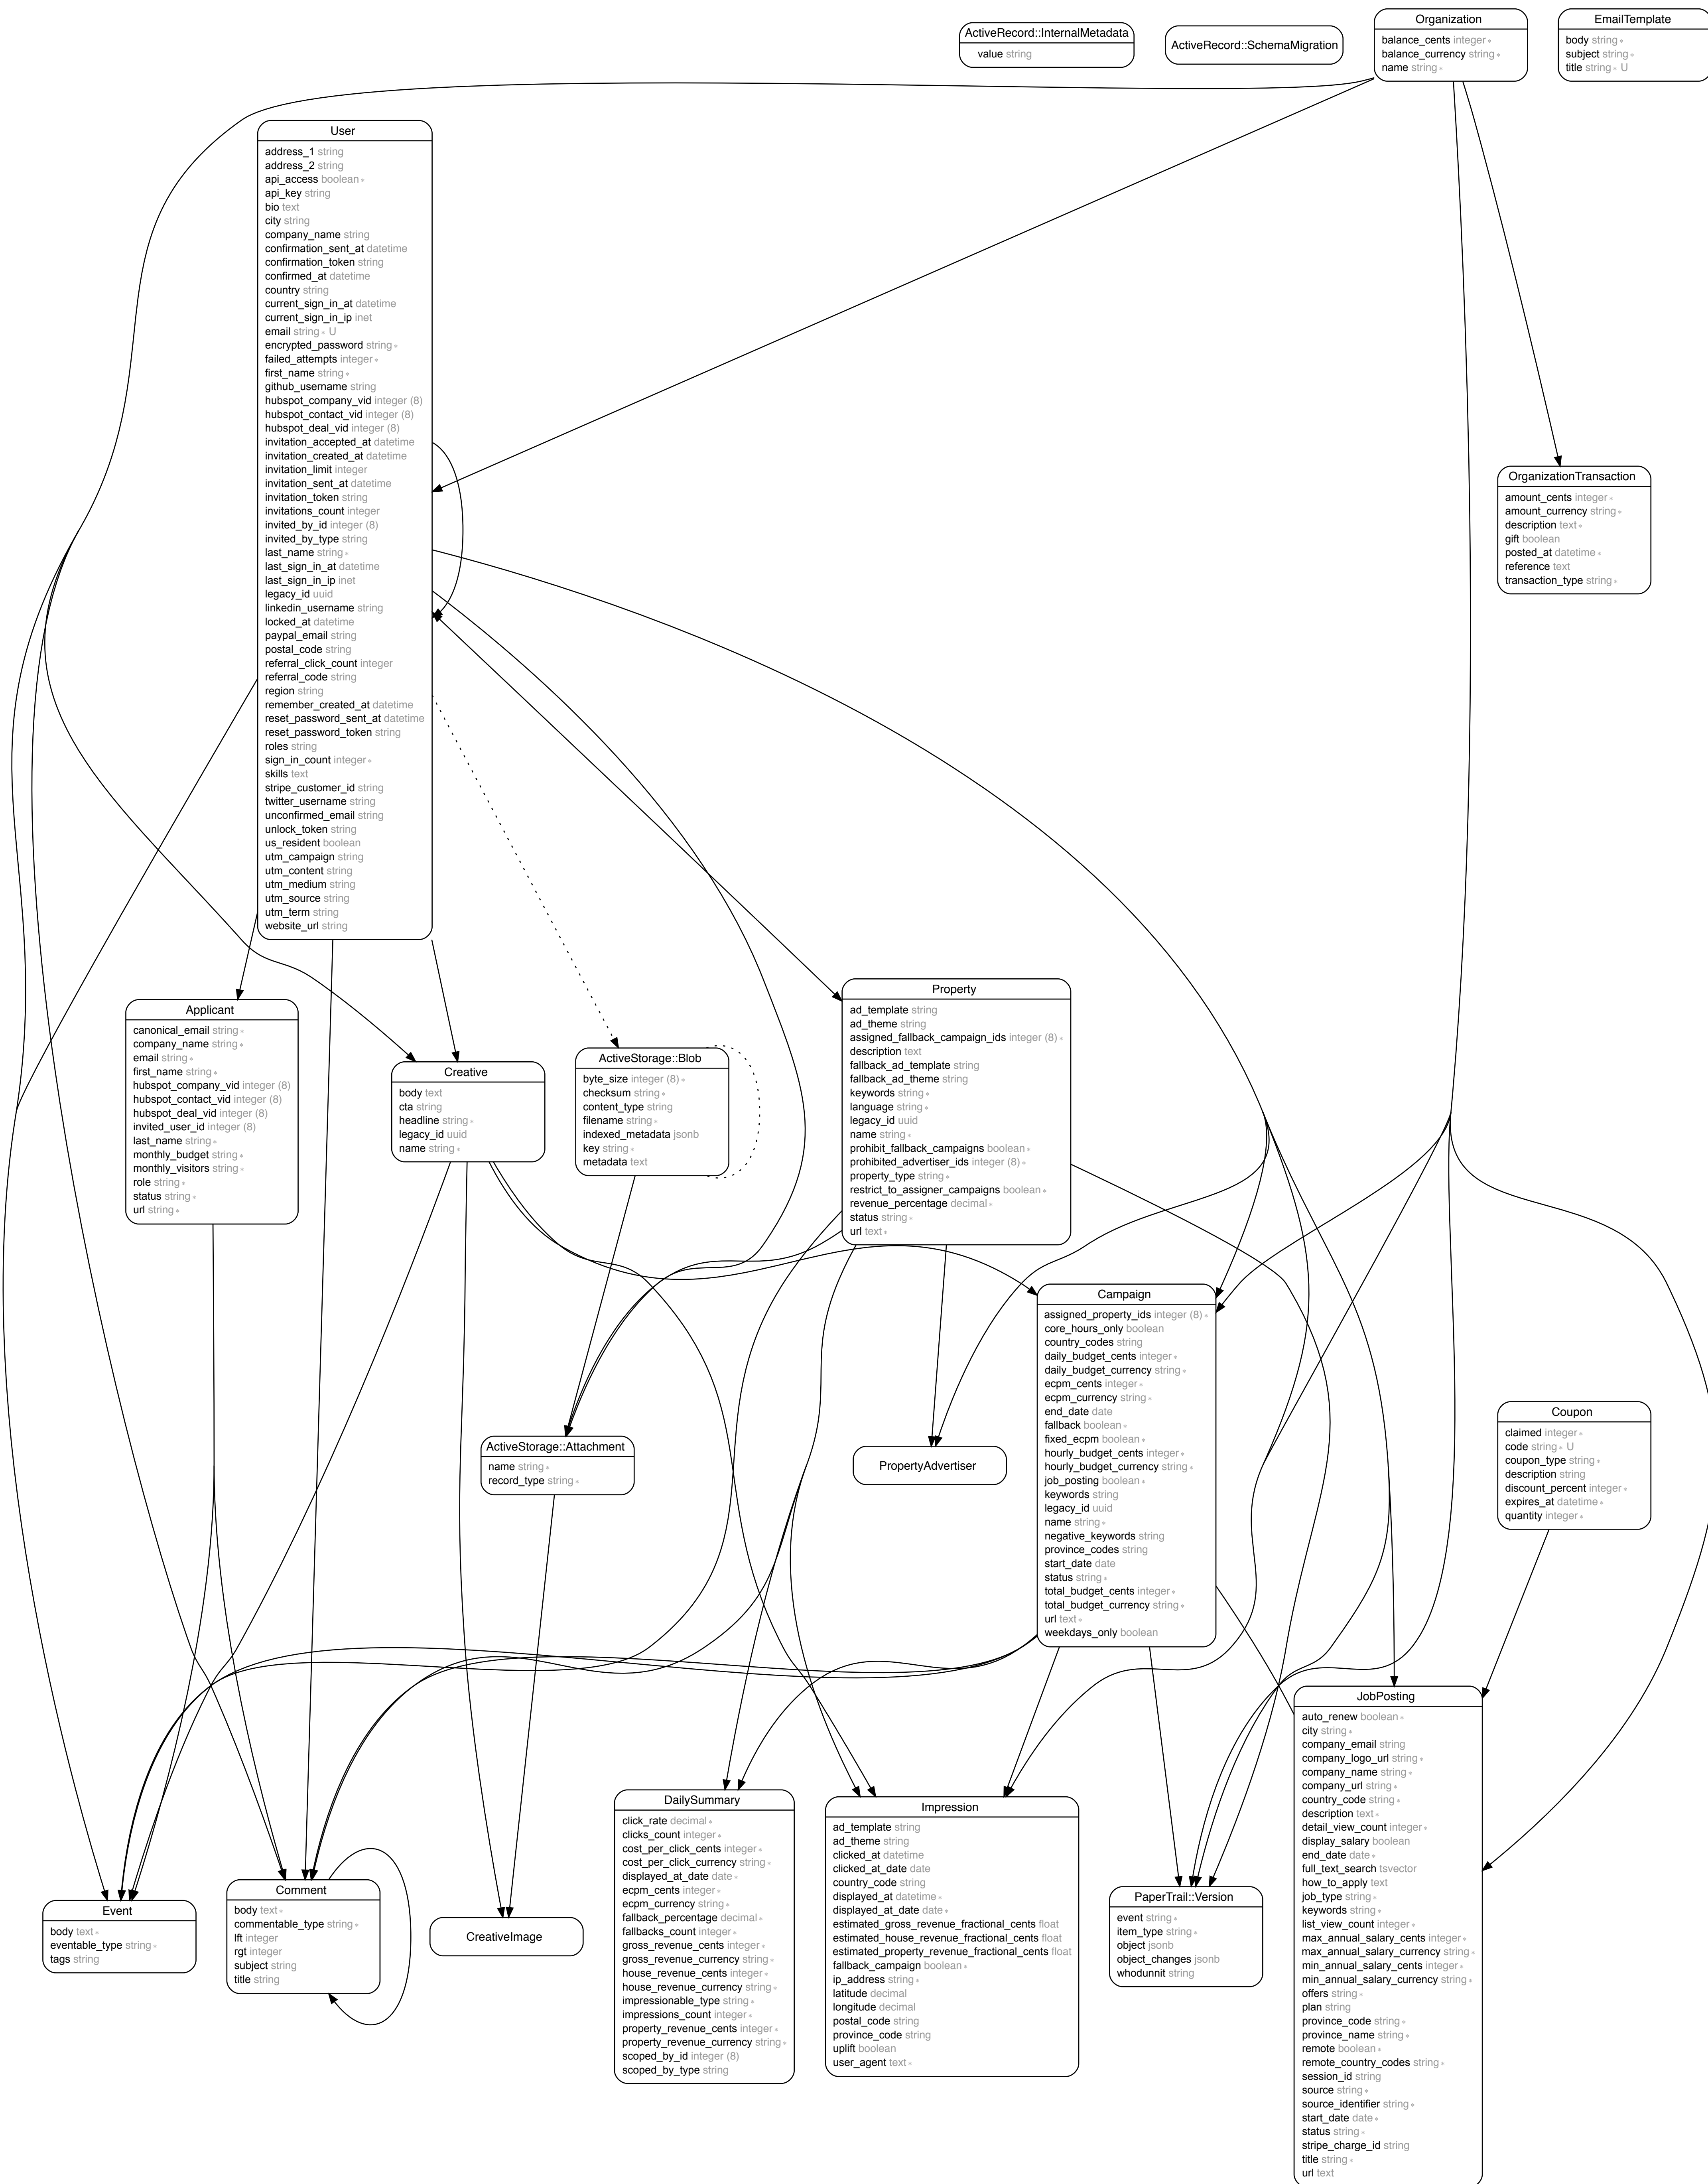 ActiveRecord::InternalMetadata
value string
ActiveRecord::SchemaMigration
Organization
balance_cents integer ∗
balance_currency string ∗
name string ∗
EmailTemplate
body string ∗
subject string ∗
title string ∗ U
User
address_1 string
address_2 string
api_access boolean ∗
api_key string
bio text
city string
company_name string
confirmation_sent_at datetime
confirmation_token string
confirmed_at datetime
country string
current_sign_in_at datetime
current_sign_in_ip inet
email string ∗ U
encrypted_password string ∗
failed_attempts integer ∗
first_name string ∗
github_username string
hubspot_company_vid integer (8)
hubspot_contact_vid integer (8)
hubspot_deal_vid integer (8)
invitation_accepted_at datetime
invitation_created_at datetime
invitation_limit integer
invitation_sent_at datetime
invitation_token string
invitations_count integer
invited_by_id integer (8)
invited_by_type string
last_name string ∗
last_sign_in_at datetime
last_sign_in_ip inet
legacy_id uuid
linkedin_username string
locked_at datetime
paypal_email string
postal_code string
referral_click_count integer
referral_code string
region string
remember_created_at datetime
reset_password_sent_at datetime
reset_password_token string
roles string
sign_in_count integer ∗
skills text
stripe_customer_id string
twitter_username string
unconfirmed_email string
unlock_token string
us_resident boolean
utm_campaign string
utm_content string
utm_medium string
utm_source string
utm_term string
website_url string
OrganizationTransaction
amount_cents integer ∗
amount_currency string ∗
description text ∗
gift boolean
posted_at datetime ∗
reference text
transaction_type string ∗
Applicant
canonical_email string ∗
company_name string ∗
email string ∗
first_name string ∗
hubspot_company_vid integer (8)
hubspot_contact_vid integer (8)
hubspot_deal_vid integer (8)
invited_user_id integer (8)
last_name string ∗
monthly_budget string ∗
monthly_visitors string ∗
role string ∗
status string ∗
url string ∗
Creative
body text
cta string
headline string ∗
legacy_id uuid
name string ∗
ActiveStorage::Blob
byte_size integer (8) ∗
checksum string ∗
content_type string
filename string ∗
indexed_metadata jsonb
key string ∗
metadata text
Property
ad_template string
ad_theme string
assigned_fallback_campaign_ids integer (8) ∗
description text
fallback_ad_template string
fallback_ad_theme string
keywords string ∗
language string ∗
legacy_id uuid
name string ∗
prohibit_fallback_campaigns boolean ∗
prohibited_advertiser_ids integer (8) ∗
property_type string ∗
restrict_to_assigner_campaigns boolean ∗
revenue_percentage decimal ∗
status string ∗
url text ∗
Campaign
assigned_property_ids integer (8) ∗
core_hours_only boolean
country_codes string
daily_budget_cents integer ∗
daily_budget_currency string ∗
ecpm_cents integer ∗
ecpm_currency string ∗
end_date date
fallback boolean ∗
fixed_ecpm boolean ∗
hourly_budget_cents integer ∗
hourly_budget_currency string ∗
job_posting boolean ∗
keywords string
legacy_id uuid
name string ∗
negative_keywords string
province_codes string
start_date date
status string ∗
total_budget_cents integer ∗
total_budget_currency string ∗
url text ∗
weekdays_only boolean
ActiveStorage::Attachment
name string ∗
record_type string ∗
PropertyAdvertiser
Coupon
claimed integer ∗
code string ∗ U
coupon_type string ∗
description string
discount_percent integer ∗
expires_at datetime ∗
quantity integer ∗
Event
body text ∗
eventable_type string ∗
tags string
Comment
body text ∗
commentable_type string ∗
lft integer
rgt integer
subject string
title string
CreativeImage
DailySummary
click_rate decimal ∗
clicks_count integer ∗
cost_per_click_cents integer ∗
cost_per_click_currency string ∗
displayed_at_date date ∗
ecpm_cents integer ∗
ecpm_currency string ∗
fallback_percentage decimal ∗
fallbacks_count integer ∗
gross_revenue_cents integer ∗
gross_revenue_currency string ∗
house_revenue_cents integer ∗
house_revenue_currency string ∗
impressionable_type string ∗
impressions_count integer ∗
property_revenue_cents integer ∗
property_revenue_currency string ∗
scoped_by_id integer (8)
scoped_by_type string
Impression
ad_template string
ad_theme string
clicked_at datetime
clicked_at_date date
country_code string
displayed_at datetime ∗
displayed_at_date date ∗
estimated_gross_revenue_fractional_cents float
estimated_house_revenue_fractional_cents float
estimated_property_revenue_fractional_cents float
fallback_campaign boolean ∗
ip_address string ∗
latitude decimal
longitude decimal
postal_code string
province_code string
uplift boolean
user_agent text ∗
PaperTrail::Version
event string ∗
item_type string ∗
object jsonb
object_changes jsonb
whodunnit string
JobPosting
auto_renew boolean ∗
city string ∗
company_email string
company_logo_url string ∗
company_name string ∗
company_url string ∗
country_code string ∗
description text ∗
detail_view_count integer ∗
display_salary boolean
end_date date ∗
full_text_search tsvector
how_to_apply text
job_type string ∗
keywords string ∗
list_view_count integer ∗
max_annual_salary_cents integer ∗
max_annual_salary_currency string ∗
min_annual_salary_cents integer ∗
min_annual_salary_currency string ∗
offers string ∗
plan string
province_code string ∗
province_name string ∗
remote boolean ∗
remote_country_codes string ∗
session_id string
source string ∗
source_identifier string ∗
start_date date ∗
status string ∗
stripe_charge_id string
title string ∗
url text